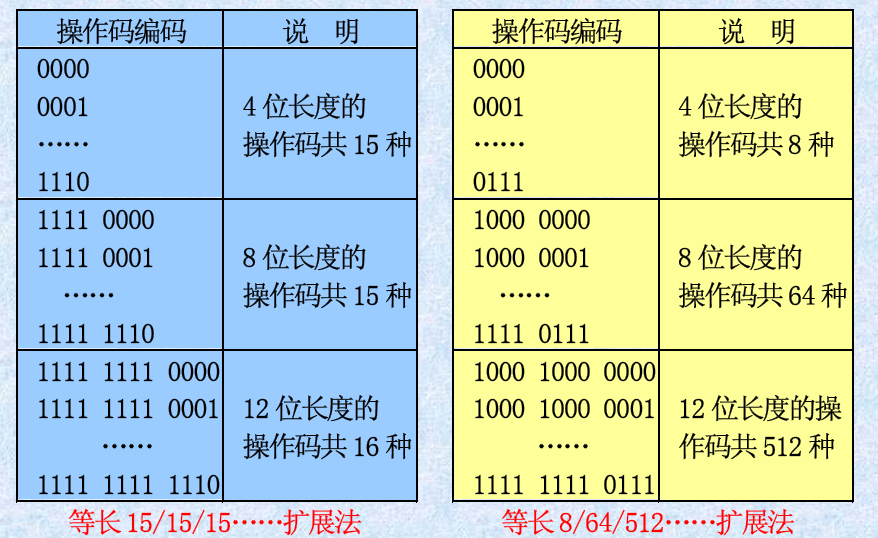 操作码编码 说 明
0000
0001
……
1110
4 位长度的
操作码共 15 种
1111 0000
1111 0001
……
1111 1110
8 位长度的
操作码共 15 种
1111 1111 0000
1111 1111 0001
……
1111 1111 1110
12 位长度的
操作码共 16 种
等长 15/15/15……扩展法
操作码编码 说 明
0000
0001
……
0111
4 位长度的
操作码共 8 种
1000 0000
1000 0001
……
1111 0111
8 位长度的
操作码共 64 种
1000 1000 0000
1000 1000 0001
……
1111 1111 0111
12 位长度的操
作码共 512 种
等长 8/64/512……扩展法